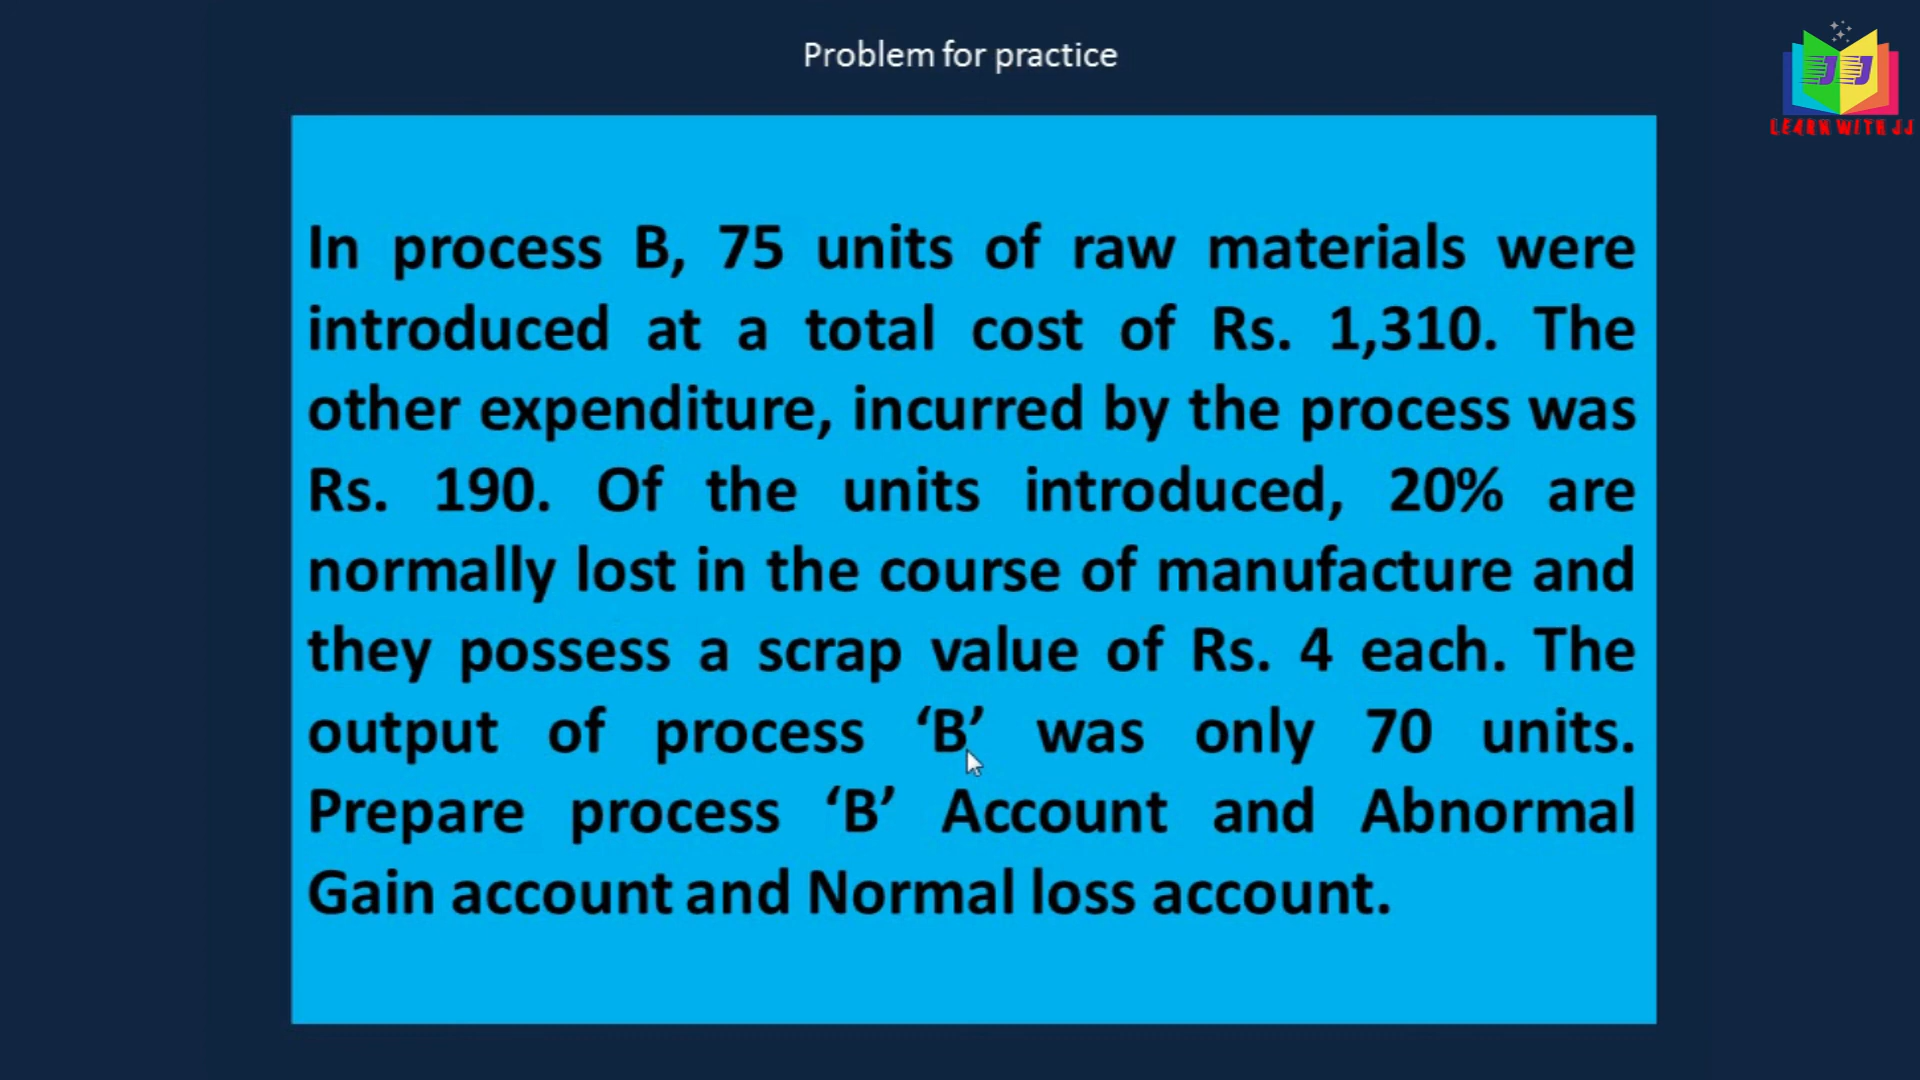 Problem for practice
LEARN WITH JJ
In process B, 75 units of raw materials were
introduced at a total cost of Rs. 1,310. The
other expenditure, incurred by the process was
Rs. 190. Of the units introduced, 20% are
normally lost in the course of manufacture and
they possess a scrap value of Rs. 4 each. The
output of process ‘B’ was only 70 units.
Prepare process ‘B’ Account and Abnormal
Gain account and Normal loss account.